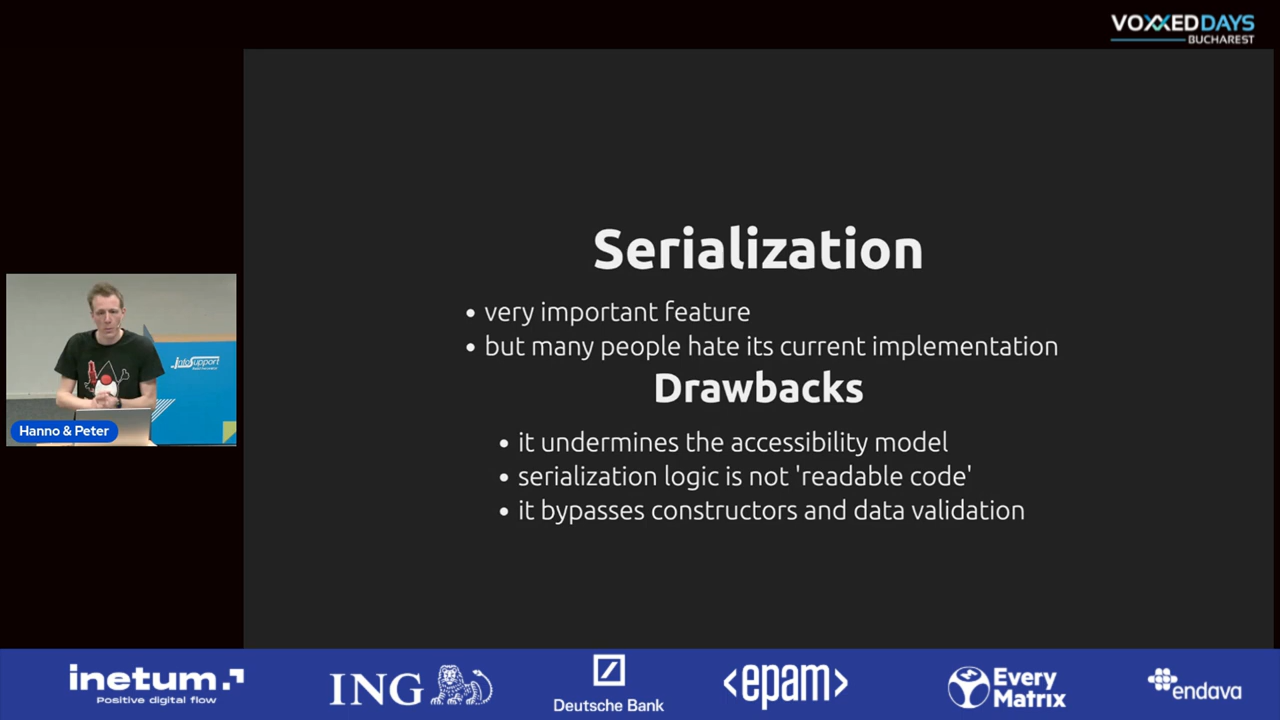 VOXXEDDAYS
BUCHAREST
Serialization
• very important feature
• but many people hate its current implementation
Drawbacks
• it undermines the accessibility model
• serialization logic is not 'readable code'
• it bypasses constructors and data validation
infoSupport
Hanno & Peter
inetum.
Positive digital flow
ING
Deutsche Bank
<epam>
Every
Matrix
endava